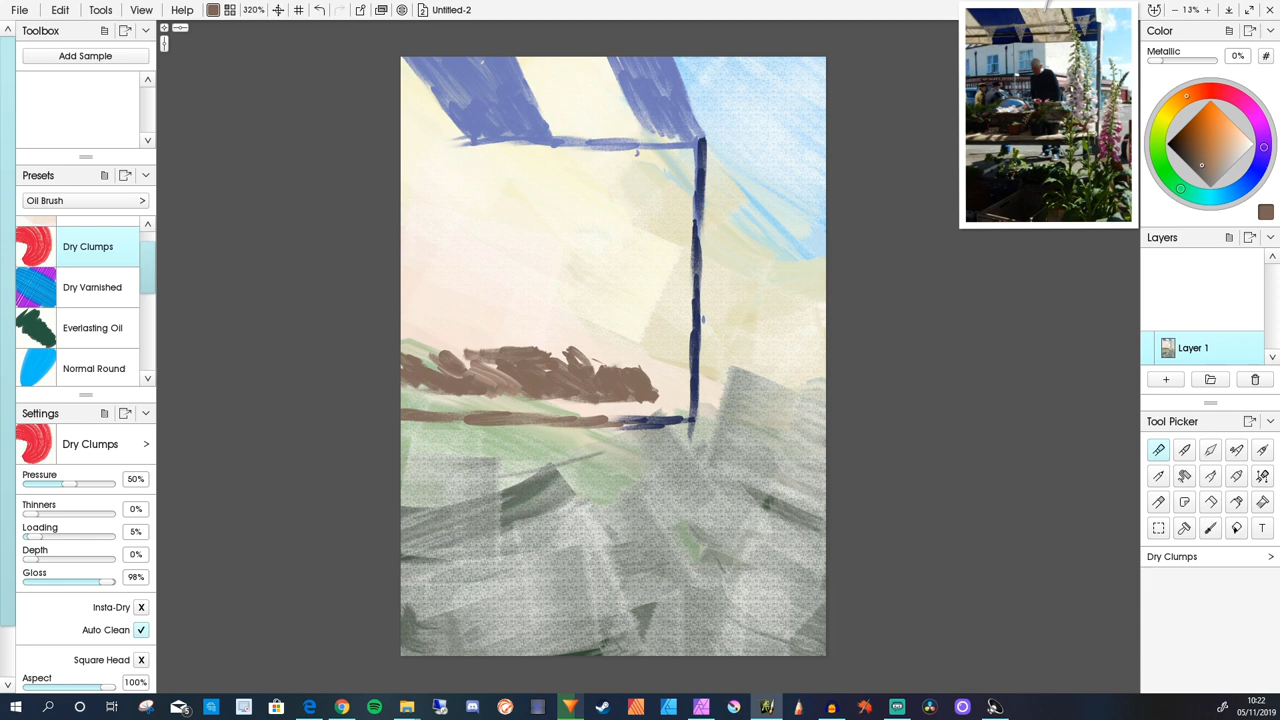 File Edit Tools View Help 320% Untitled-2 13%
Toolbox
Add Sample
Presets
Oil Brush >
Dry Clumps
Dry Varnished
Everlasting Oil
Normal Round
Settings
Dry Clumps >
Pressure 50%
Thinners 0%
Loading 5%
Depth 0%
Gloss 98%
Insta-Dry X
Auto Clean
Square Head X
Aspect 100%
Color
Metallic 0% #
Layers
Layer 1
+
Tool Picker
T
Dry Clumps >
10:22
05/11/2019